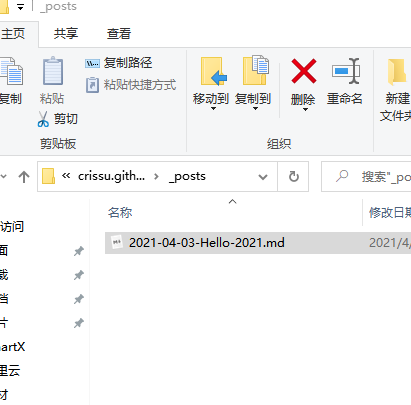 _posts
主页 共享 查看
复制 粘贴 复制路径 粘贴快捷方式 剪切 移动到 复制到 删除 重命名 新建
文件夹
剪贴板 组织
« crissu.gith... › _posts 搜索"_po
名称 修改日期
访问
2021-04-03-Hello-2021.md 2021/4/
面
载
档
片
artX
里云
材